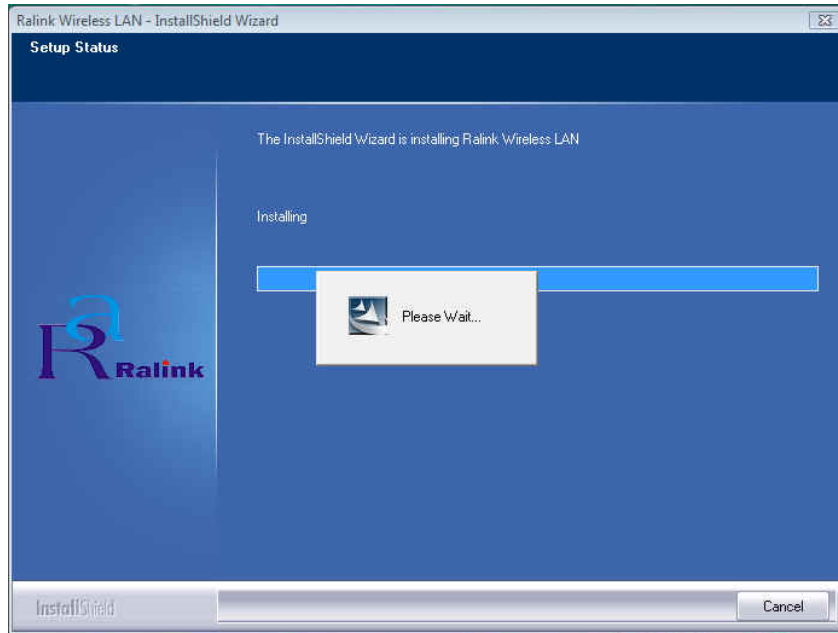 Ralink Wireless LAN - InstallShield Wizard
Setup Status
The InstallShield Wizard is installing Ralink Wireless LAN
Installing
Please Wait...
Ra
Ralink
InstallShield
Cancel